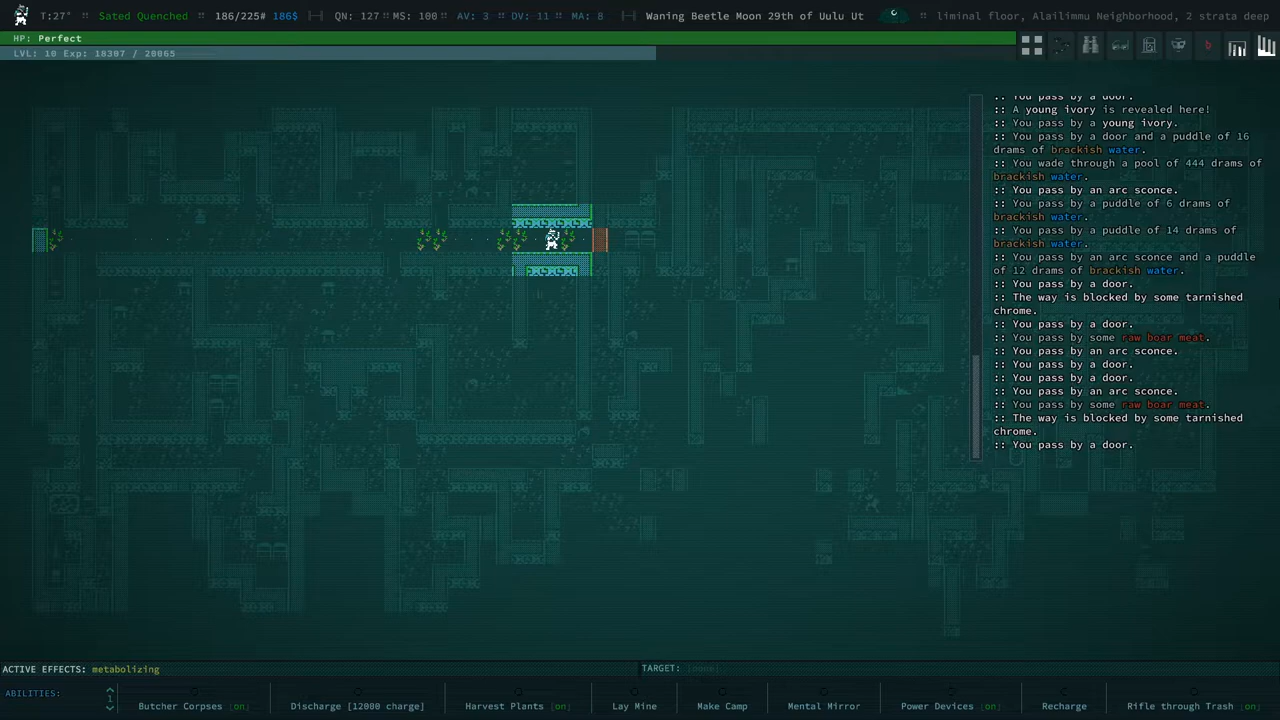 T:27° Sated Quenched 186/225# 186$ QN: 127 MS: 100 AV: 3 DV: 11 MA: 8 Waning Beetle Moon 29th of Uulu Ut liminal floor, Alailimmu Neighborhood, 2 strata deep
HP: Perfect
LVL: 10 Exp: 18307 / 20065
:: You pass by a door.
:: A young ivory is revealed here!
:: You pass by a young ivory.
:: You pass by a door and a puddle of 16
drams of brackish water.
:: You wade through a pool of 444 drams of
brackish water.
:: You pass by an arc sconce.
:: You pass by a puddle of 6 drams of
brackish water.
:: You pass by a puddle of 14 drams of
brackish water.
:: You pass by an arc sconce and a puddle
of 12 drams of brackish water.
:: You pass by a door.
:: The way is blocked by some tarnished
chrome.
:: You pass by a door.
:: You pass by some raw boar meat.
:: You pass by an arc sconce.
:: You pass by a door.
:: You pass by a door.
:: You pass by an arc sconce.
:: You pass by some raw boar meat.
:: The way is blocked by some tarnished
chrome.
:: You pass by a door.
ACTIVE EFFECTS: metabolizing
TARGET: [none]
ABILITIES: 1 Butcher Corpses [on] Discharge [12000 charge] Harvest Plants [on] Lay Mine Make Camp Mental Mirror Power Devices [on] Recharge Rifle through Trash [on]